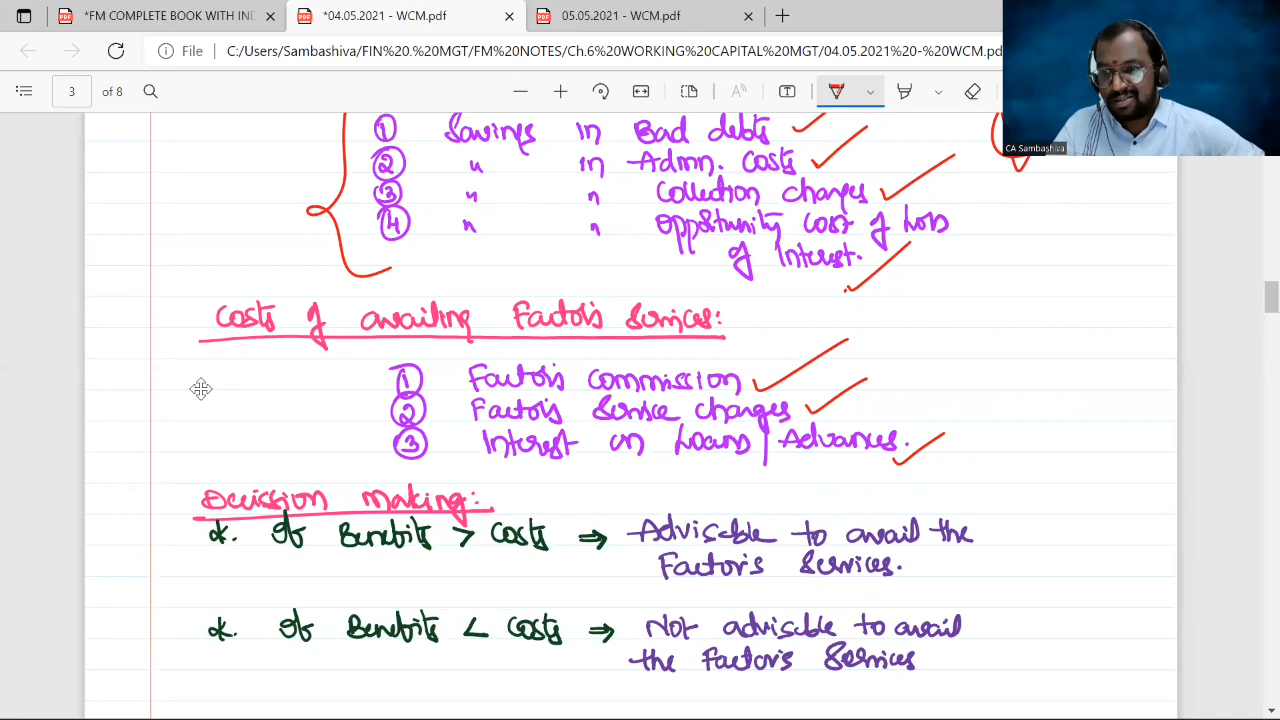 *FM COMPLETE BOOK WITH IND
*04.05.2021 - WCM.pdf
05.05.2021 - WCM.pdf
File C:/Users/Sambashiva/FIN%20.%20MGT/FM%20NOTES/Ch.6%20WORKING%20CAPITAL%20MGT/04.05.2021%20-%20WCM.pd
3 of 8
CA Sambashiva
① Savings in Bad debts
② " in Admn. Costs
③ " " Collection charges
④ " " Opportunity cost of Loss
of Interest.
Costs of availing Factor's Services:
① Factor's Commission
② Factor's Service charges
③ Interest on Loans | Advances.
Decission Making:
*. If Benefits > Costs ⇒ Advisable to avail the
Factor's Services.
*. If Benefits < Costs ⇒ Not advisable to avail
the Factor's Services